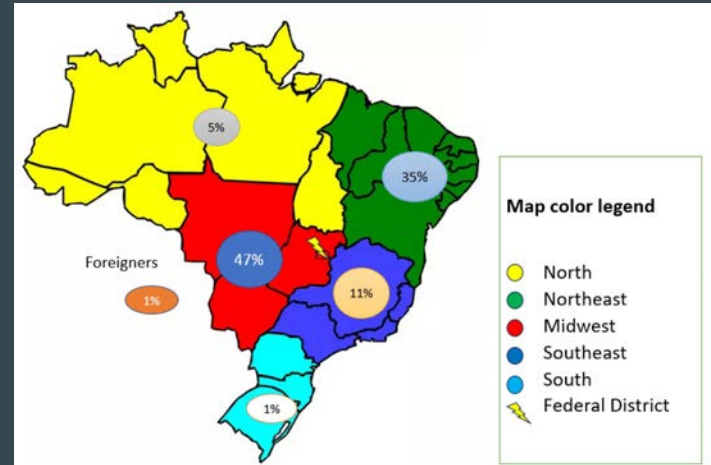 5%
35%
Map color legend
Foreigners
47%
1%
11%
North
Northeast
Midwest
Southeast
South
Federal District
1%